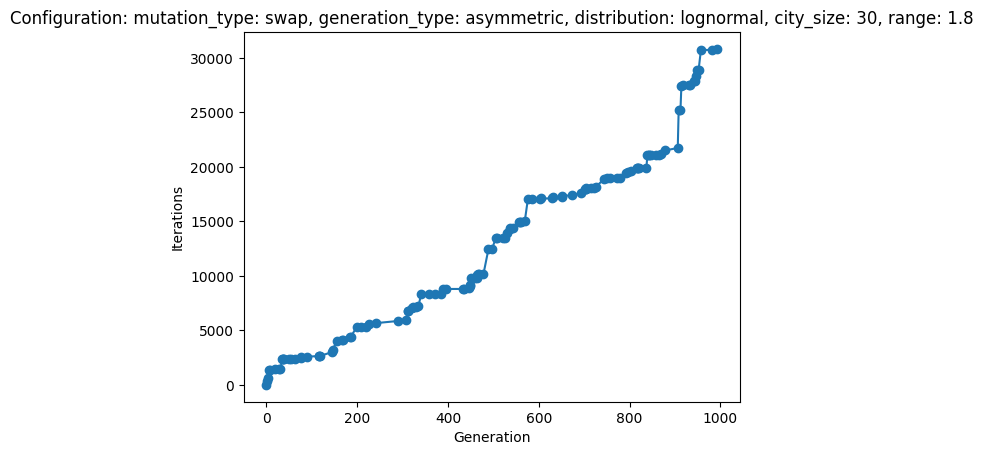 Configuration: mutation_type: swap, generation_type: asymmetric, distribution: lognormal, city_size: 30, range: 1.8
30000
25000
20000
15000
10000
5000
0
Iterations
0 200 400 600 800 1000
Generation